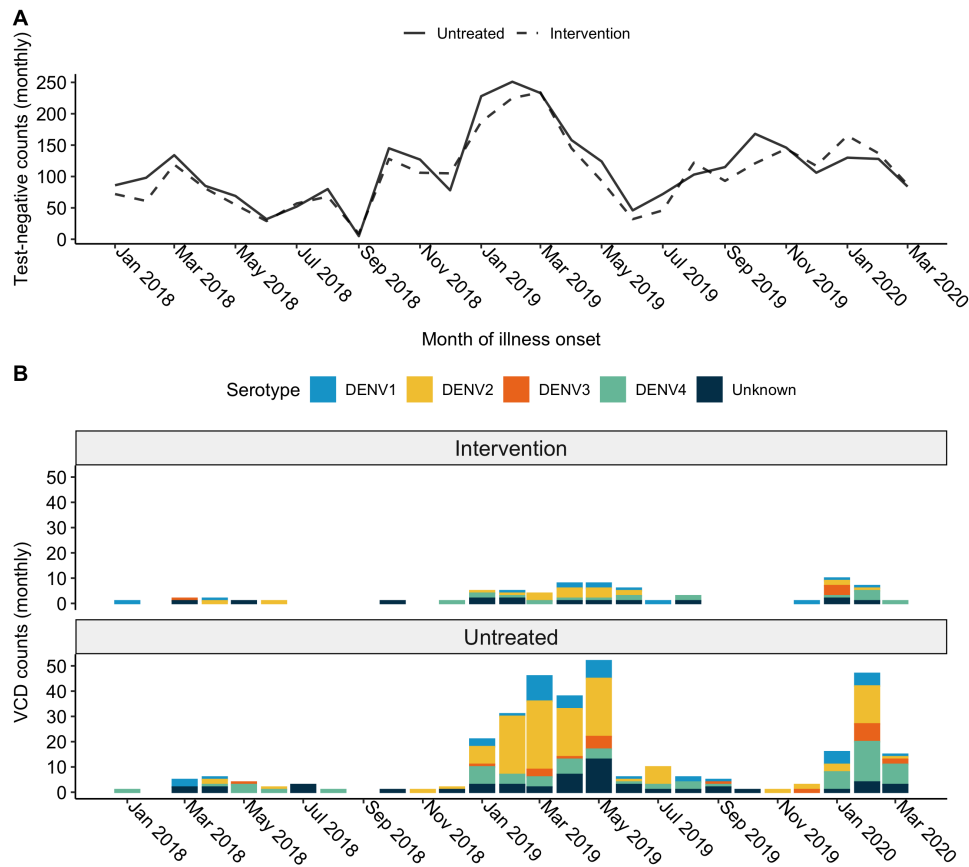 A
Untreated Intervention
Test-negative counts (monthly)
250
200
150
100
50
0
Jan 2018 Mar 2018 May 2018 Jul 2018 Sep 2018 Nov 2018 Jan 2019 Mar 2019 May 2019 Jul 2019 Sep 2019 Nov 2019 Jan 2020 Mar 2020
Month of illness onset
B
Serotype DENV1 DENV2 DENV3 DENV4 Unknown
VCD counts (monthly)
Intervention
50
40
30
20
10
0
Untreated
50
40
30
20
10
0
Jan 2018 Mar 2018 May 2018 Jul 2018 Sep 2018 Nov 2018 Jan 2019 Mar 2019 May 2019 Jul 2019 Sep 2019 Nov 2019 Jan 2020 Mar 2020